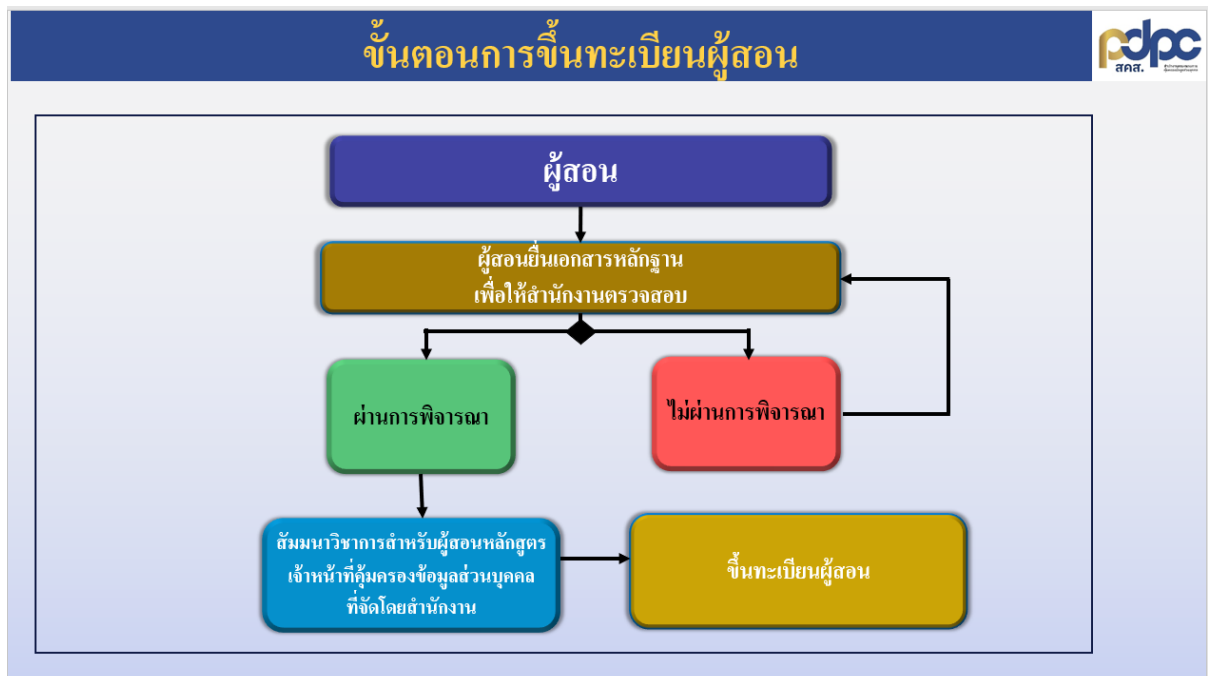 ขั้นตอนการขึ้นทะเบียนผู้สอน
pdpc
สคส.
ผู้สอน
ผู้สอนยื่นเอกสารหลักฐาน
เพื่อให้สำนักงานตรวจสอบ
ผ่านการพิจารณา
ไม่ผ่านการพิจารณา
สัมมนาวิชาการสำหรับผู้สอนหลักสูตร
เจ้าหน้าที่คุ้มครองข้อมูลส่วนบุคคล
ที่จัดโดยสำนักงาน
ขึ้นทะเบียนผู้สอน